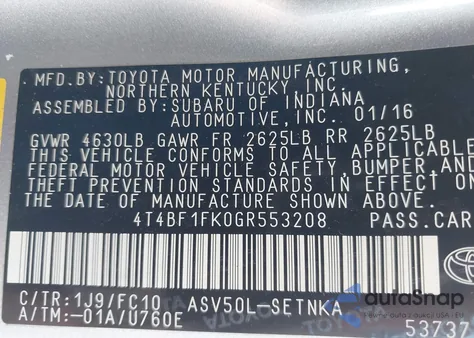 MFD.BY:TOYOTA MOTOR MANUFACTURING,
NORTHERN KENTUCKY INC.
ASSEMBLED BY:SUBARU OF INDIANA
AUTOMOTIVE,INC. 01/16
GVWR 4630LB GAWR FR 2625LB RR 2625LB
THIS VEHICLE CONFORMS TO ALL APPLICABLE
FEDERAL MOTOR VEHICLE SAFETY,BUMPER,AND
THEFT PREVENTION STANDARDS IN EFFECT ON
THE DATE OF MANUFACTURE SHOWN ABOVE.
4T4BF1FK0GR553208 PASS.CAR
C/TR:1J9/FC10 ASV50L-SETNKA
A/TM:-01A/U760E
TOYOTA
autoSnap
53737